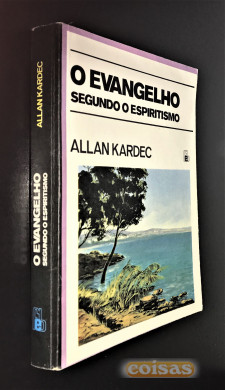 O EVANGELHO
SEGUNDO O ESPIRITISMO
ALLAN KARDEC
ALLAN KARDEC
O EVANGELHO
SEGUNDO O ESPIRITISMO
coisas